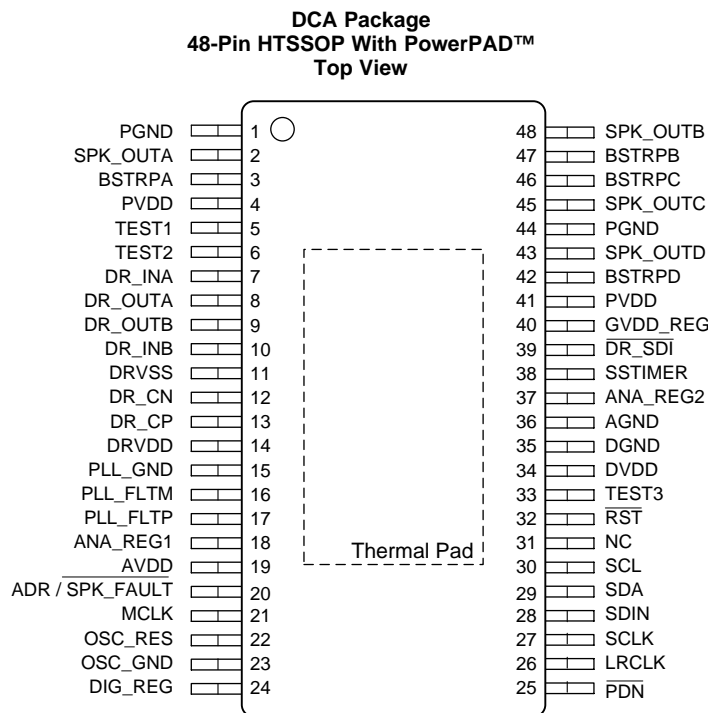 DCA Package
48-Pin HTSSOP With PowerPAD™
Top View
PGND 1 48 SPK_OUTB
SPK_OUTA 2 47 BSTRPB
BSTRPA 3 46 BSTRPC
PVDD 4 45 SPK_OUTC
TEST1 5 44 PGND
TEST2 6 43 SPK_OUTD
DR_INA 7 42 BSTRPD
DR_OUTA 8 41 PVDD
DR_OUTB 9 40 GVDD_REG
DR_INB 10 39 DR_SDI
DRVSS 11 38 SSTIMER
DR_CN 12 37 ANA_REG2
DR_CP 13 36 AGND
DRVDD 14 35 DGND
PLL_GND 15 34 DVDD
PLL_FLTM 16 33 TEST3
PLL_FLTP 17 32 RST
ANA_REG1 18 31 NC
Thermal Pad
AVDD 19 30 SCL
ADR / SPK_FAULT 20 29 SDA
MCLK 21 28 SDIN
OSC_RES 22 27 SCLK
OSC_GND 23 26 LRCLK
DIG_REG 24 25 PDN